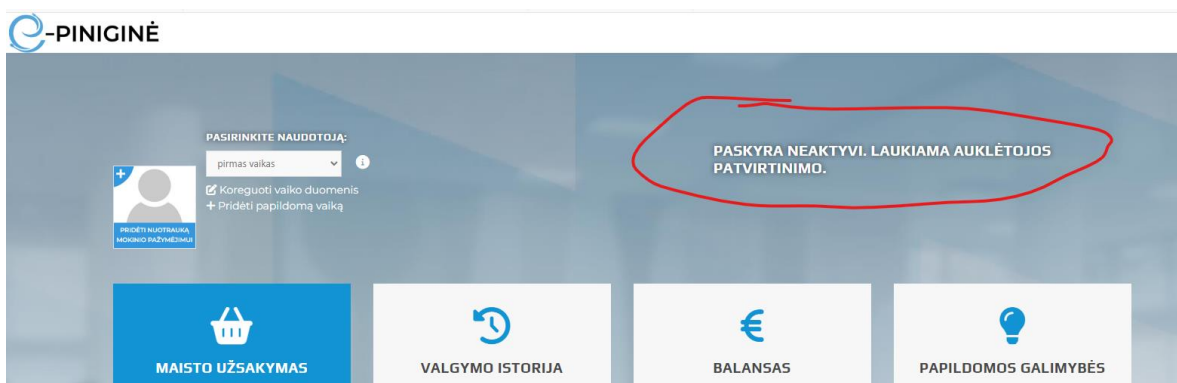 e-PINIGINĖ
PASIRINKITE NAUDOTOJĄ:
pirmas vaikas
i
Koreguoti vaiko duomenis
+ Pridėti papildomą vaiką
PRIDĖTI NUOTRAUKĄ
MOKINIO PAŽYMĖJIMUI
PASKYRA NEAKTYVI. LAUKIAMA AUKLĖTOJOS
PATVIRTINIMO.
MAISTO UŽSAKYMAS
VALGYMO ISTORIJA
€
BALANSAS
PAPILDOMOS GALIMYBĖS